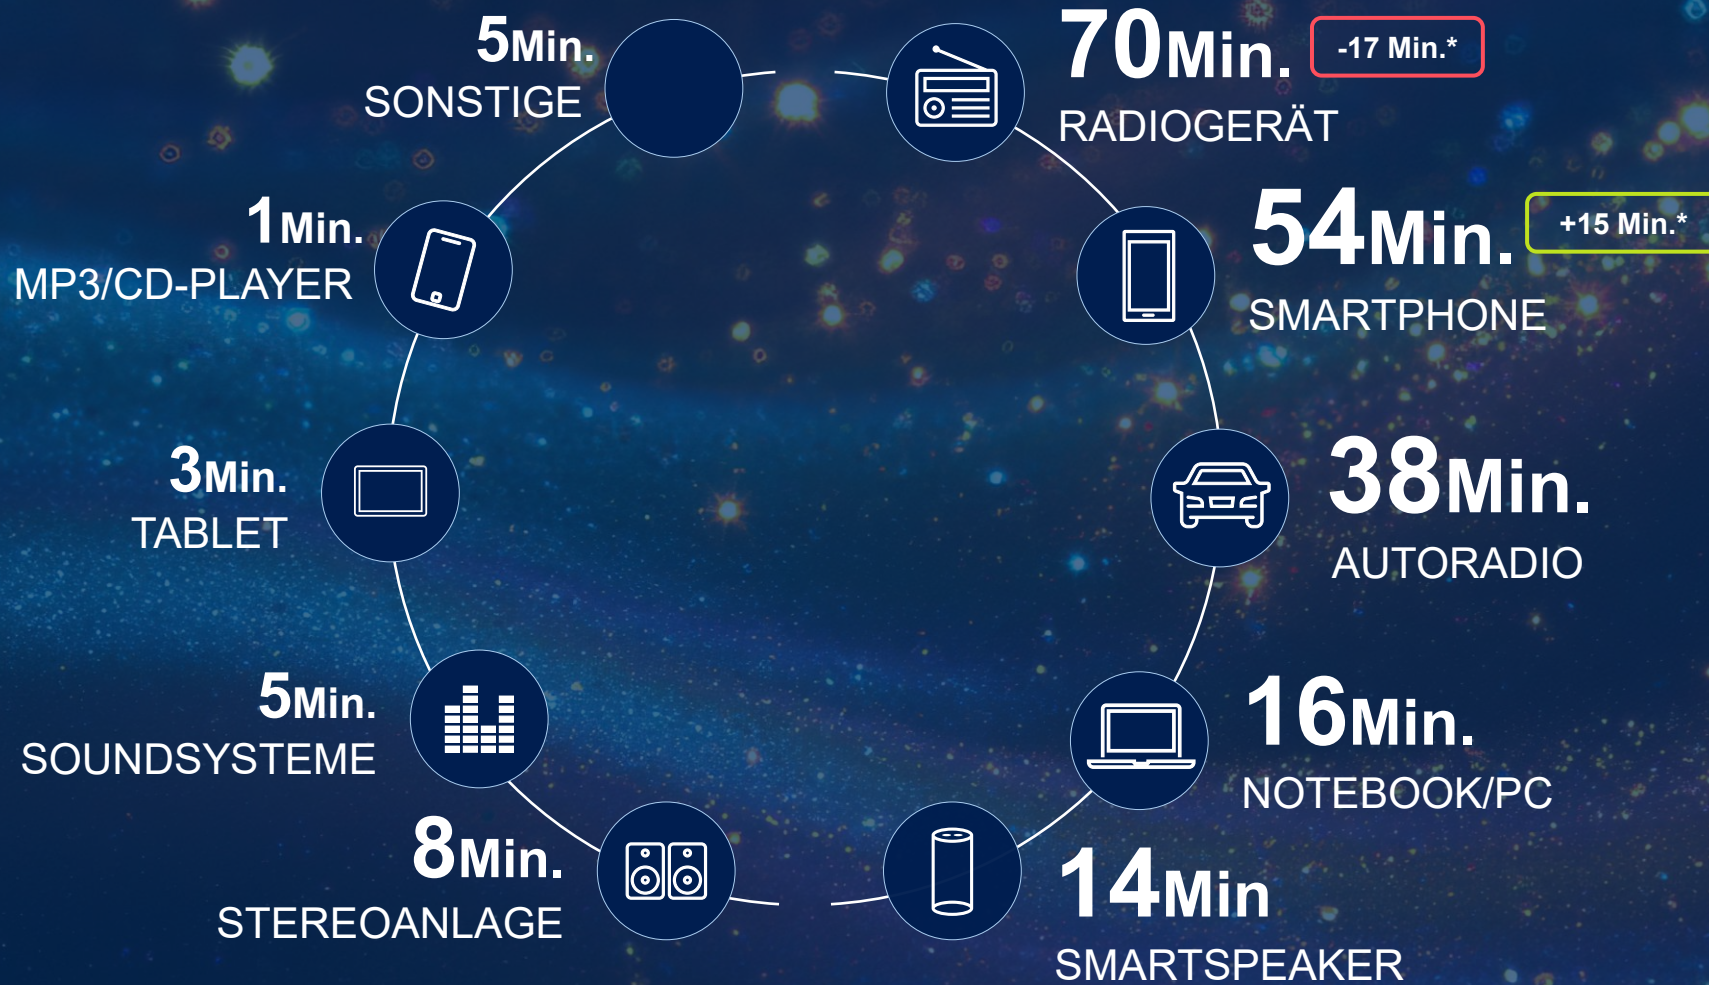 5Min.
SONSTIGE
70Min.
-17 Min.*
RADIOGERÄT
1Min.
MP3/CD-PLAYER
54Min.
+15 Min.*
SMARTPHONE
3Min.
TABLET
38Min.
AUTORADIO
5Min.
SOUNDSYSTEME
16Min.
NOTEBOOK/PC
8Min.
STEREOANLAGE
14Min
SMARTSPEAKER